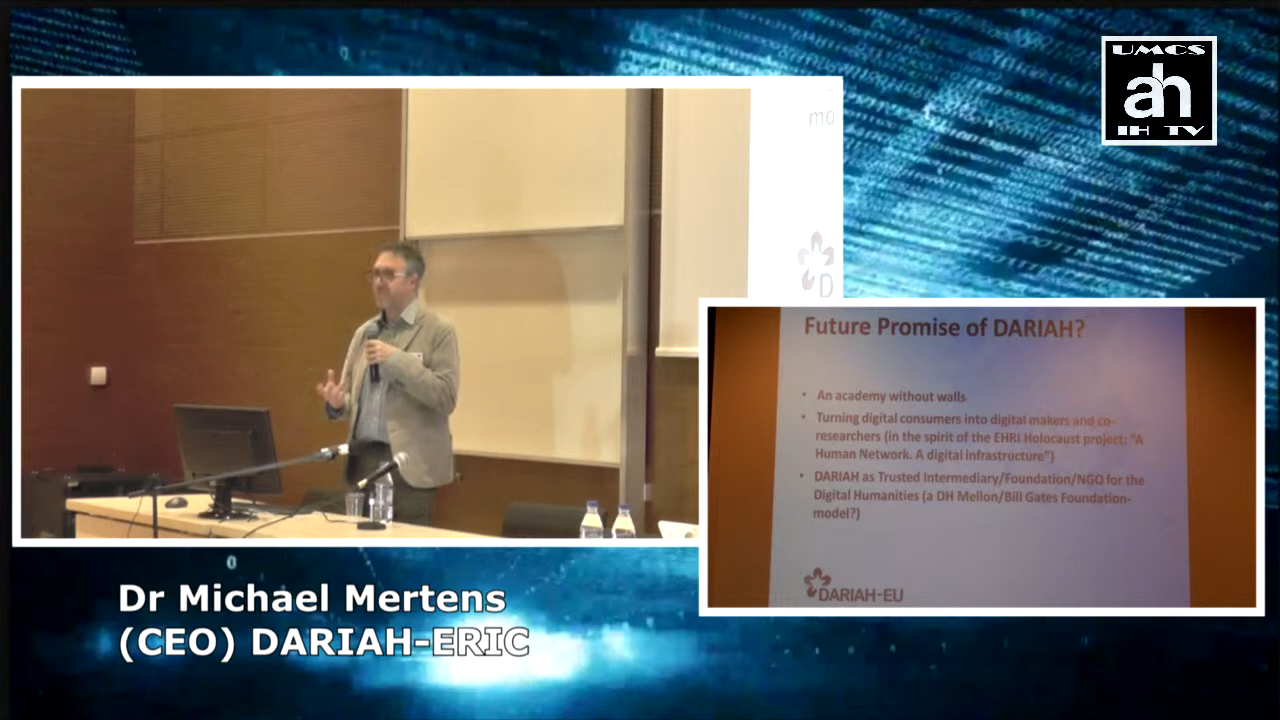 UMCS
ah
IH TV
mo
D
Future Promise of DARIAH?
• An academy without walls
• Turning digital consumers into digital makers and co-
researchers (in the spirit of the EHRI Holocaust project: "A
Human Network. A digital infrastructure")
• DARIAH as Trusted Intermediary/Foundation/NGO for the
Digital Humanities (a DH Mellon/Bill Gates Foundation-
model?)
DARIAH-EU
Dr Michael Mertens
(CEO) DARIAH-ERIC